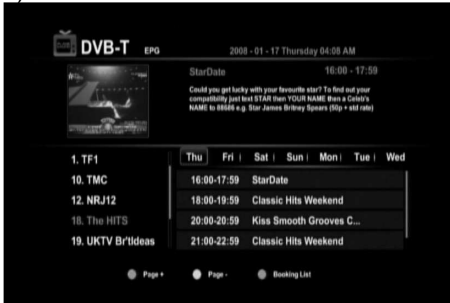 DVB-T EPG 2008 - 01 - 17 Thursday 04:08 AM
StarDate 16:00 - 17:59
Could you get lucky with your favourite star? To find out your
compatibility just text STAR then YOUR NAME then a Celeb's
NAME to 88686 e.g. Star James Britney Spears (50p + std rate)
1. TF1
10. TMC
12. NRJ12
18. The HITS
19. UKTV Br'tIdeas
Thu Fri Sat Sun Mon Tue Wed
16:00-17:59 StarDate
18:00-19:59 Classic Hits Weekend
20:00-20:59 Kiss Smooth Grooves C...
21:00-22:59 Classic Hits Weekend
Page + Page - Booking List